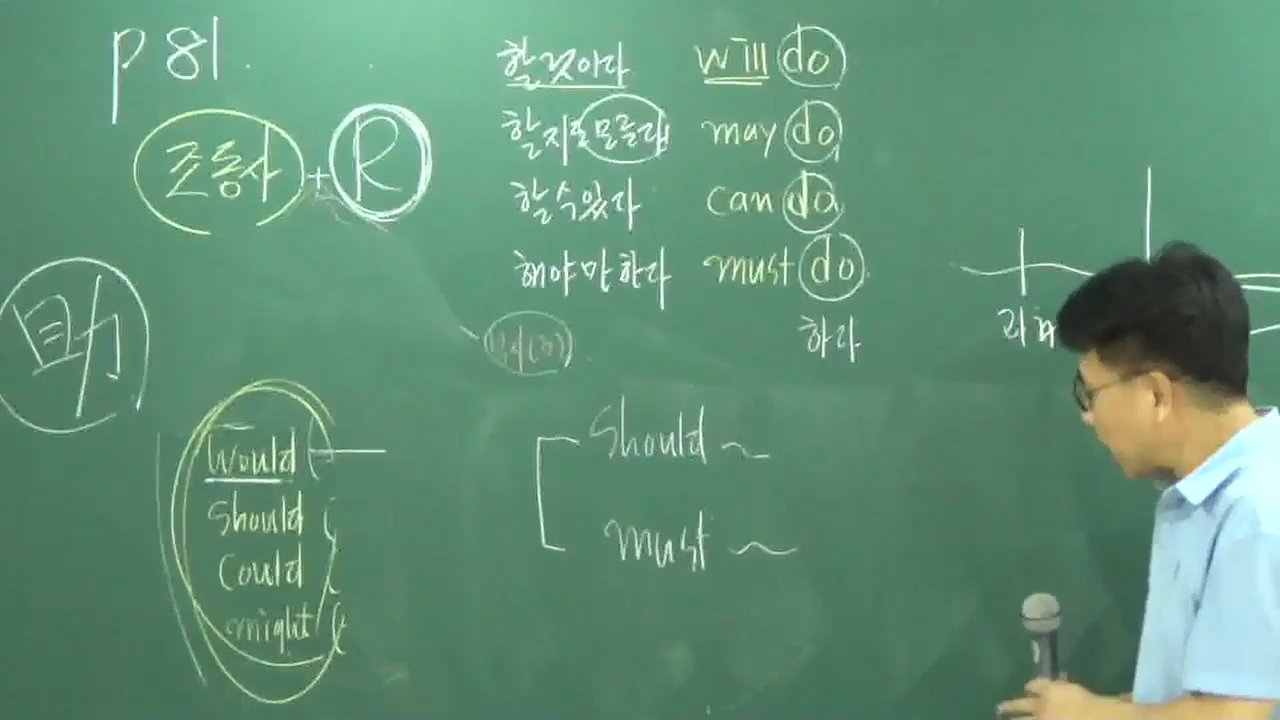 p 81
조동사 + R
할것이다 will do
할지도모른다 may do
할수있다 can do
해야만한다 must do
하라
助
would (
should (
could (
might (
should ~
must ~